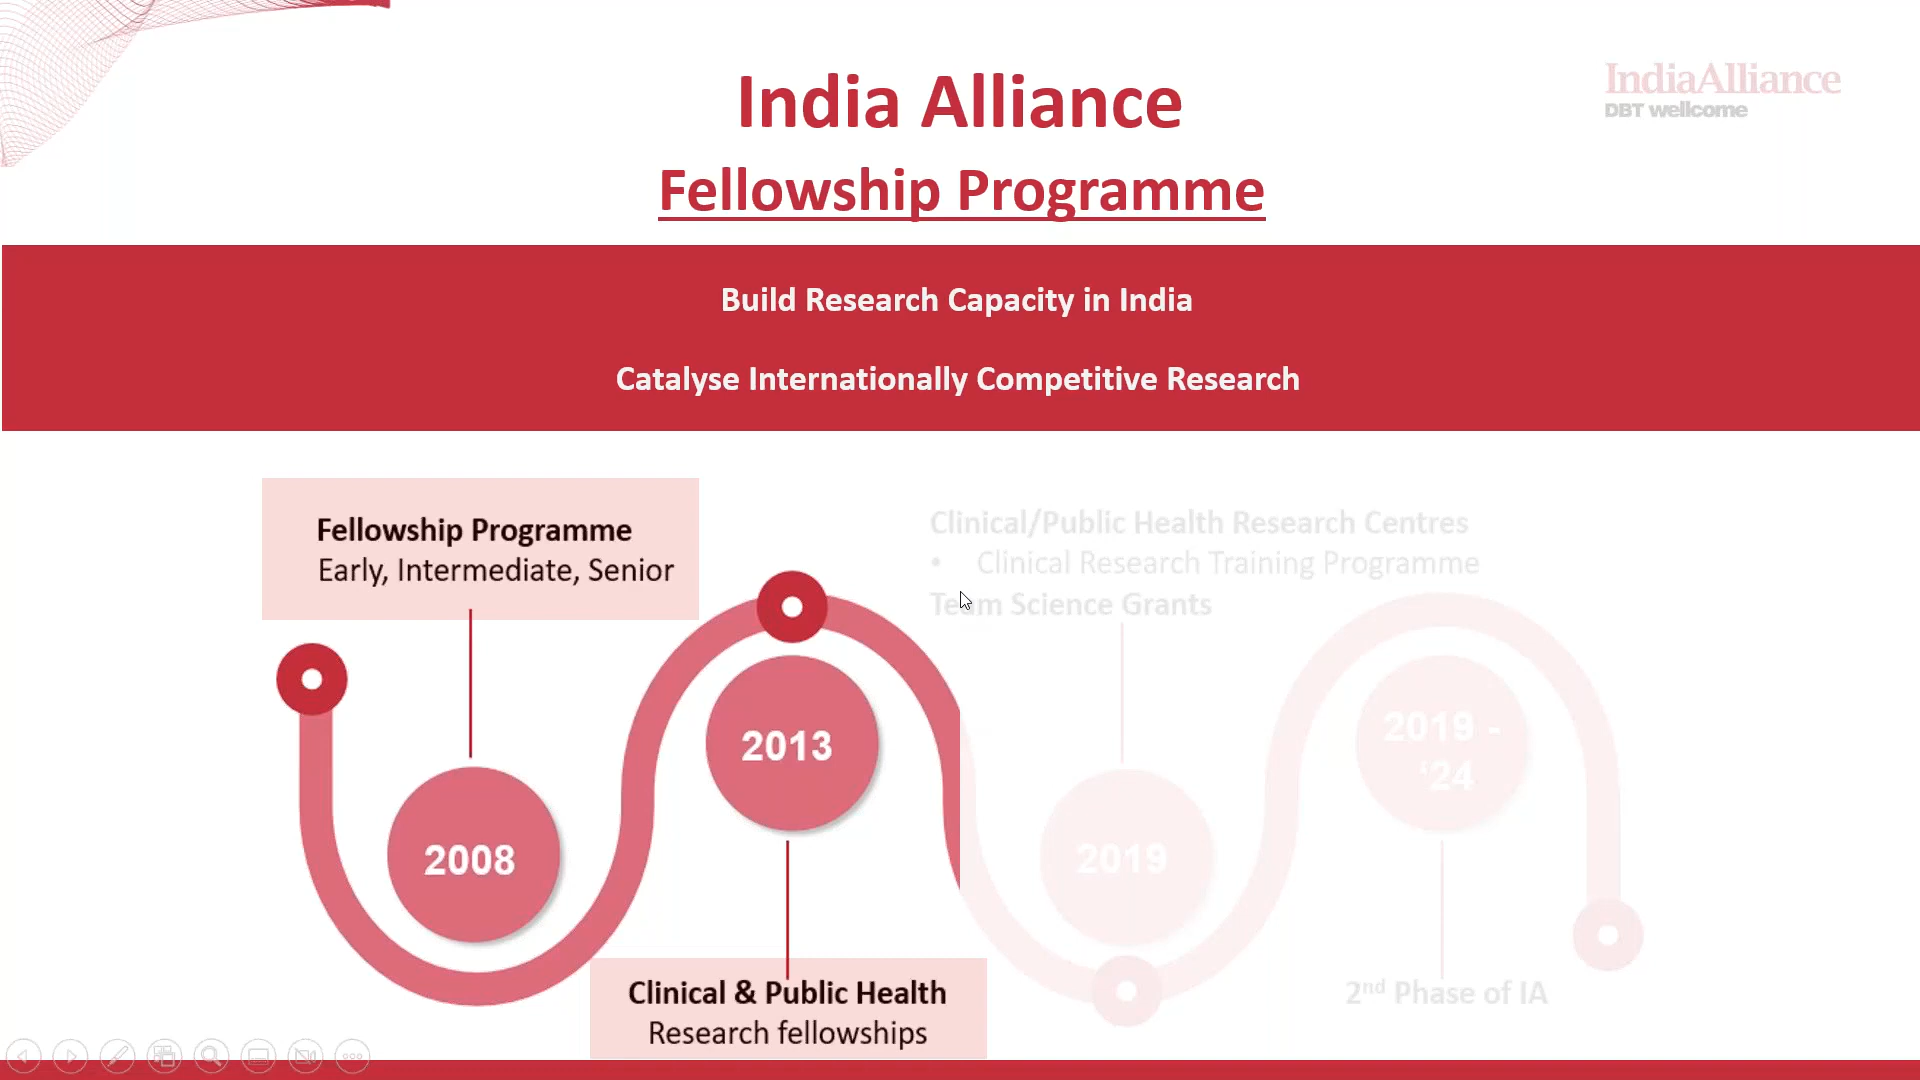 India Alliance
Fellowship Programme
IndiaAlliance
DBT wellcome
Build Research Capacity in India
Catalyse Internationally Competitive Research
Fellowship Programme
Early, Intermediate, Senior
Clinical/Public Health Research Centres
• Clinical Research Training Programme
Team Science Grants
2008
2013
2019
2019 -
‘24
Clinical & Public Health
Research fellowships
2nd Phase of IA